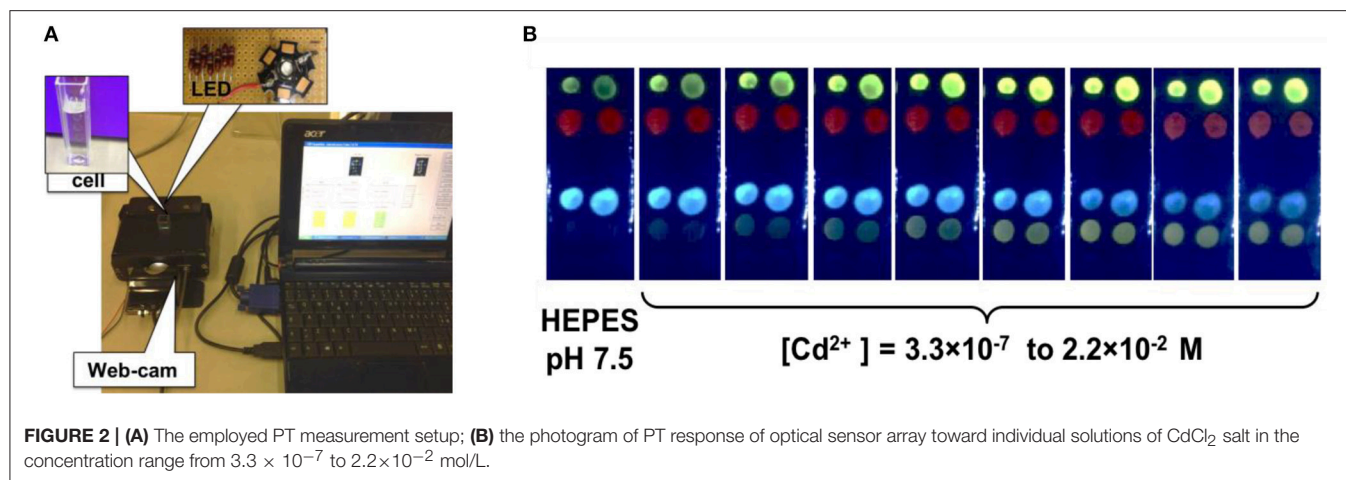 A
B
LED
cell
acer
Web-cam
HEPES
pH 7.5
[Cd²⁺ ] = 3.3×10⁻⁷ to 2.2×10⁻² M
FIGURE 2 | (A) The employed PT measurement setup; (B) the photogram of PT response of optical sensor array toward individual solutions of CdCl₂ salt in the
concentration range from 3.3 × 10⁻⁷ to 2.2×10⁻² mol/L.